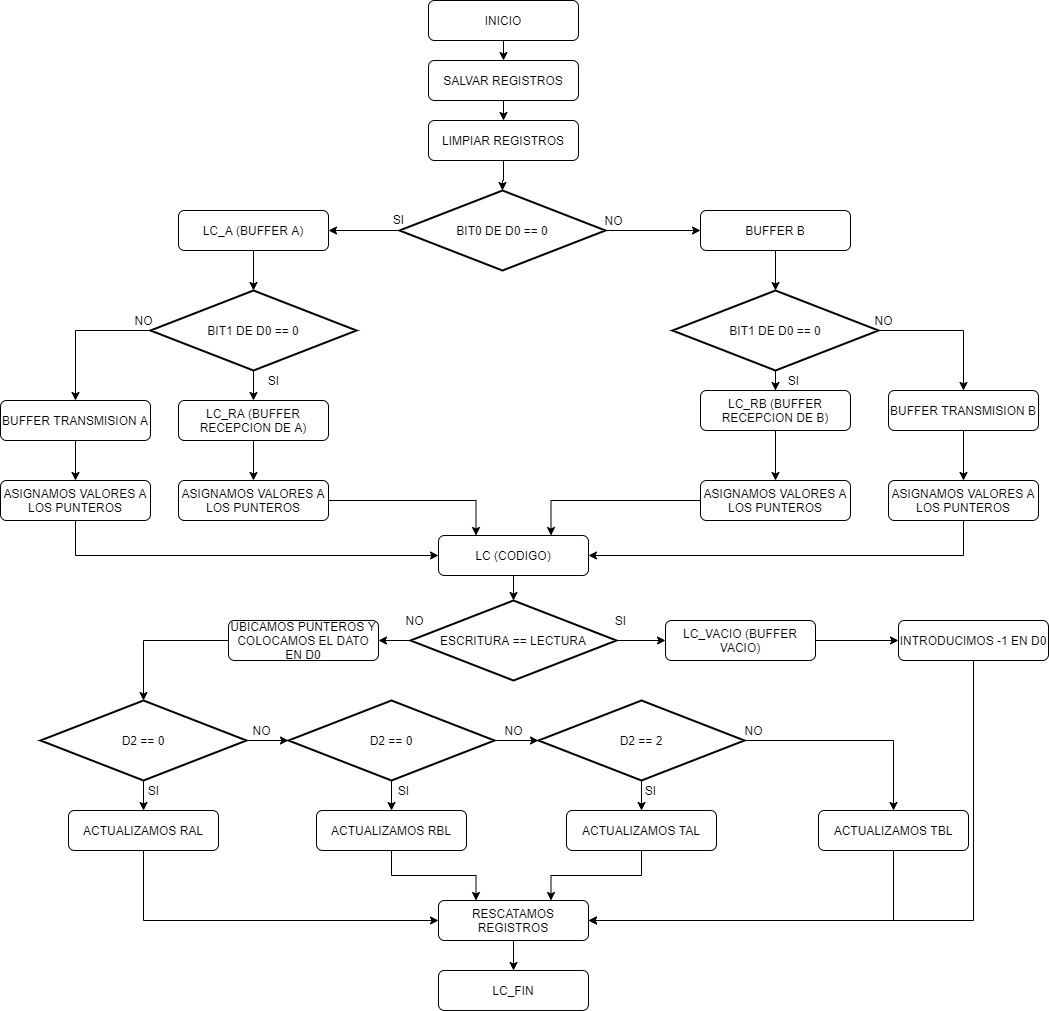 INICIO
SALVAR REGISTROS
LIMPIAR REGISTROS
BIT0 DE D0 == 0
SI
NO
LC_A (BUFFER A)
BUFFER B
BIT1 DE D0 == 0
NO
SI
BIT1 DE D0 == 0
NO
SI
BUFFER TRANSMISION A
LC_RA (BUFFER
RECEPCION DE A)
LC_RB (BUFFER
RECEPCION DE B)
BUFFER TRANSMISION B
ASIGNAMOS VALORES A
LOS PUNTEROS
ASIGNAMOS VALORES A
LOS PUNTEROS
ASIGNAMOS VALORES A
LOS PUNTEROS
ASIGNAMOS VALORES A
LOS PUNTEROS
LC (CODIGO)
ESCRITURA == LECTURA
NO
SI
UBICAMOS PUNTEROS Y
COLOCAMOS EL DATO
EN D0
LC_VACIO (BUFFER
VACIO)
INTRODUCIMOS -1 EN D0
D2 == 0
NO
SI
D2 == 0
NO
SI
D2 == 2
NO
SI
ACTUALIZAMOS RAL
ACTUALIZAMOS RBL
ACTUALIZAMOS TAL
ACTUALIZAMOS TBL
RESCATAMOS
REGISTROS
LC_FIN